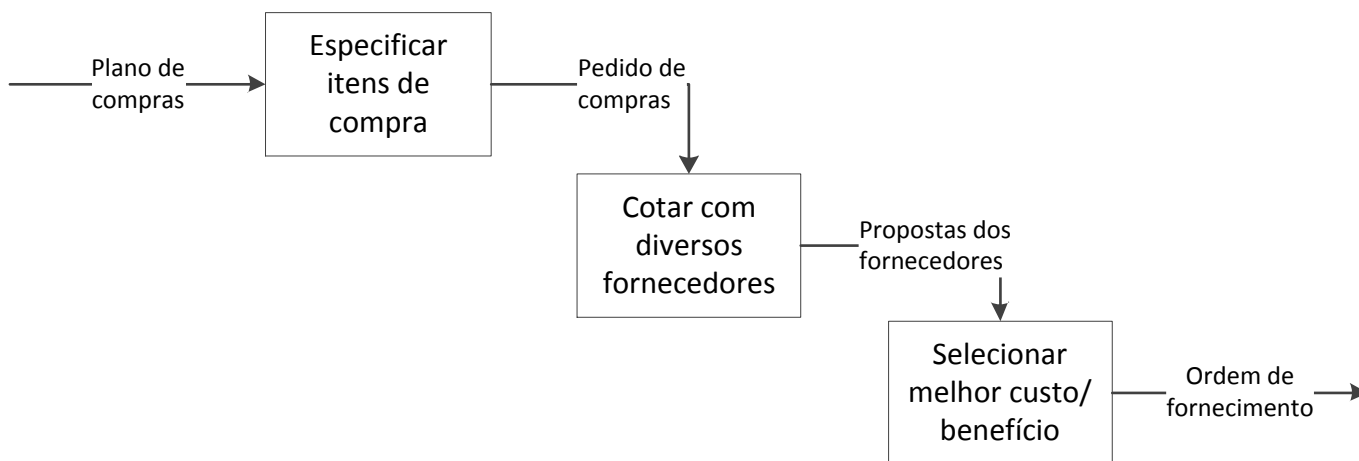 Plano de
compras
Especificar
itens de
compra
Pedido de
compras
Cotar com
diversos
fornecedores
Propostas dos
fornecedores
Selecionar
melhor custo/
benefício
Ordem de
fornecimento